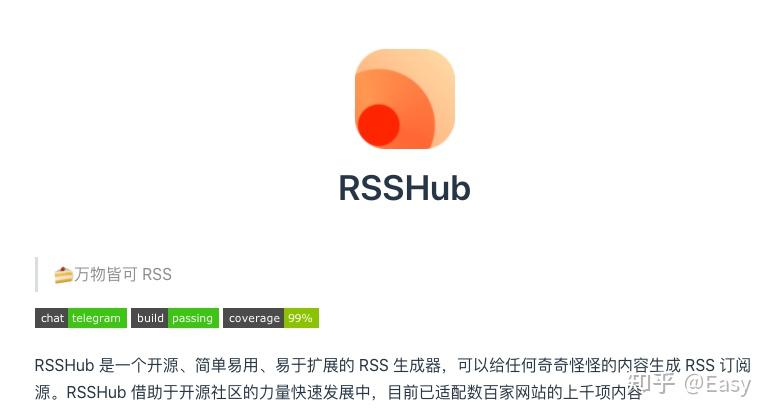 RSSHub
🍰万物皆可 RSS
chat telegram build passing coverage 99%
RSSHub 是一个开源、简单易用、易于扩展的 RSS 生成器，可以给任何奇奇怪怪的内容生成 RSS 订阅
源。RSSHub 借助于开源社区的力量快速发展中，目前已适配数百家网站的上千项内容
知乎 @Easy